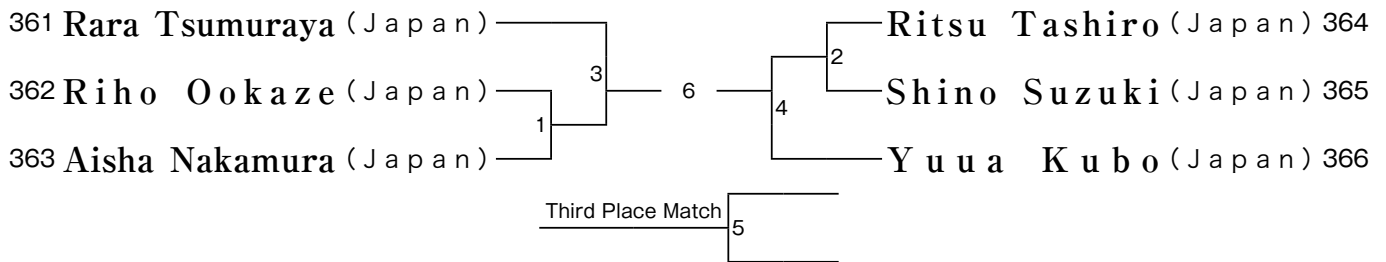 361 Rara Tsumuraya (Japan)
3
362 Riho Ookaze (Japan)
1
363 Aisha Nakamura (Japan)
6
Ritsu Tashiro (Japan) 364
2
Shino Suzuki (Japan) 365
4
Yuua Kubo (Japan) 366
Third Place Match
5